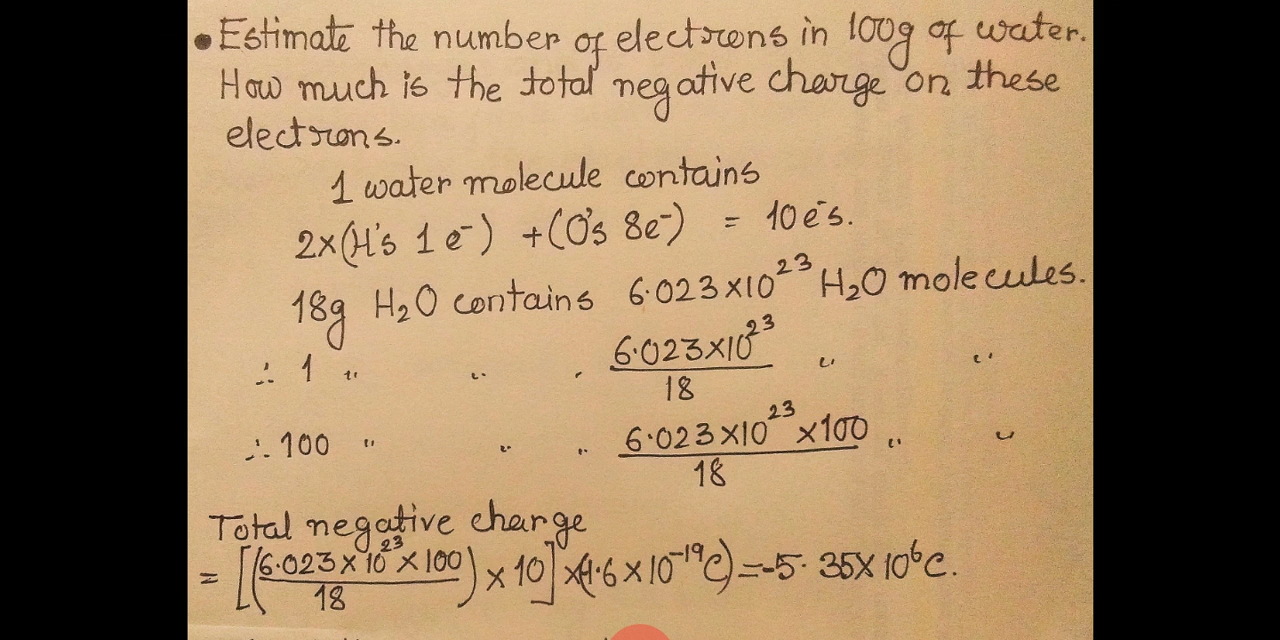 • Estimate the number of electrons in 100g of water.
How much is the total negative charge on these
electrons.
1 water molecule contains
2×(H's 1 e⁻) + (O's 8e⁻) = 10 e⁻s.
18g H₂O contains 6.023×10²³ H₂O molecules.
∴ 1 " " " 6.023×10²³/18 " "
∴ 100 " " " 6.023×10²³×100/18 " "
Total negative charge
= [(6.023×10²³×100/18)×10]×(-1.6×10⁻¹⁹C) = -5.35×10⁶C.